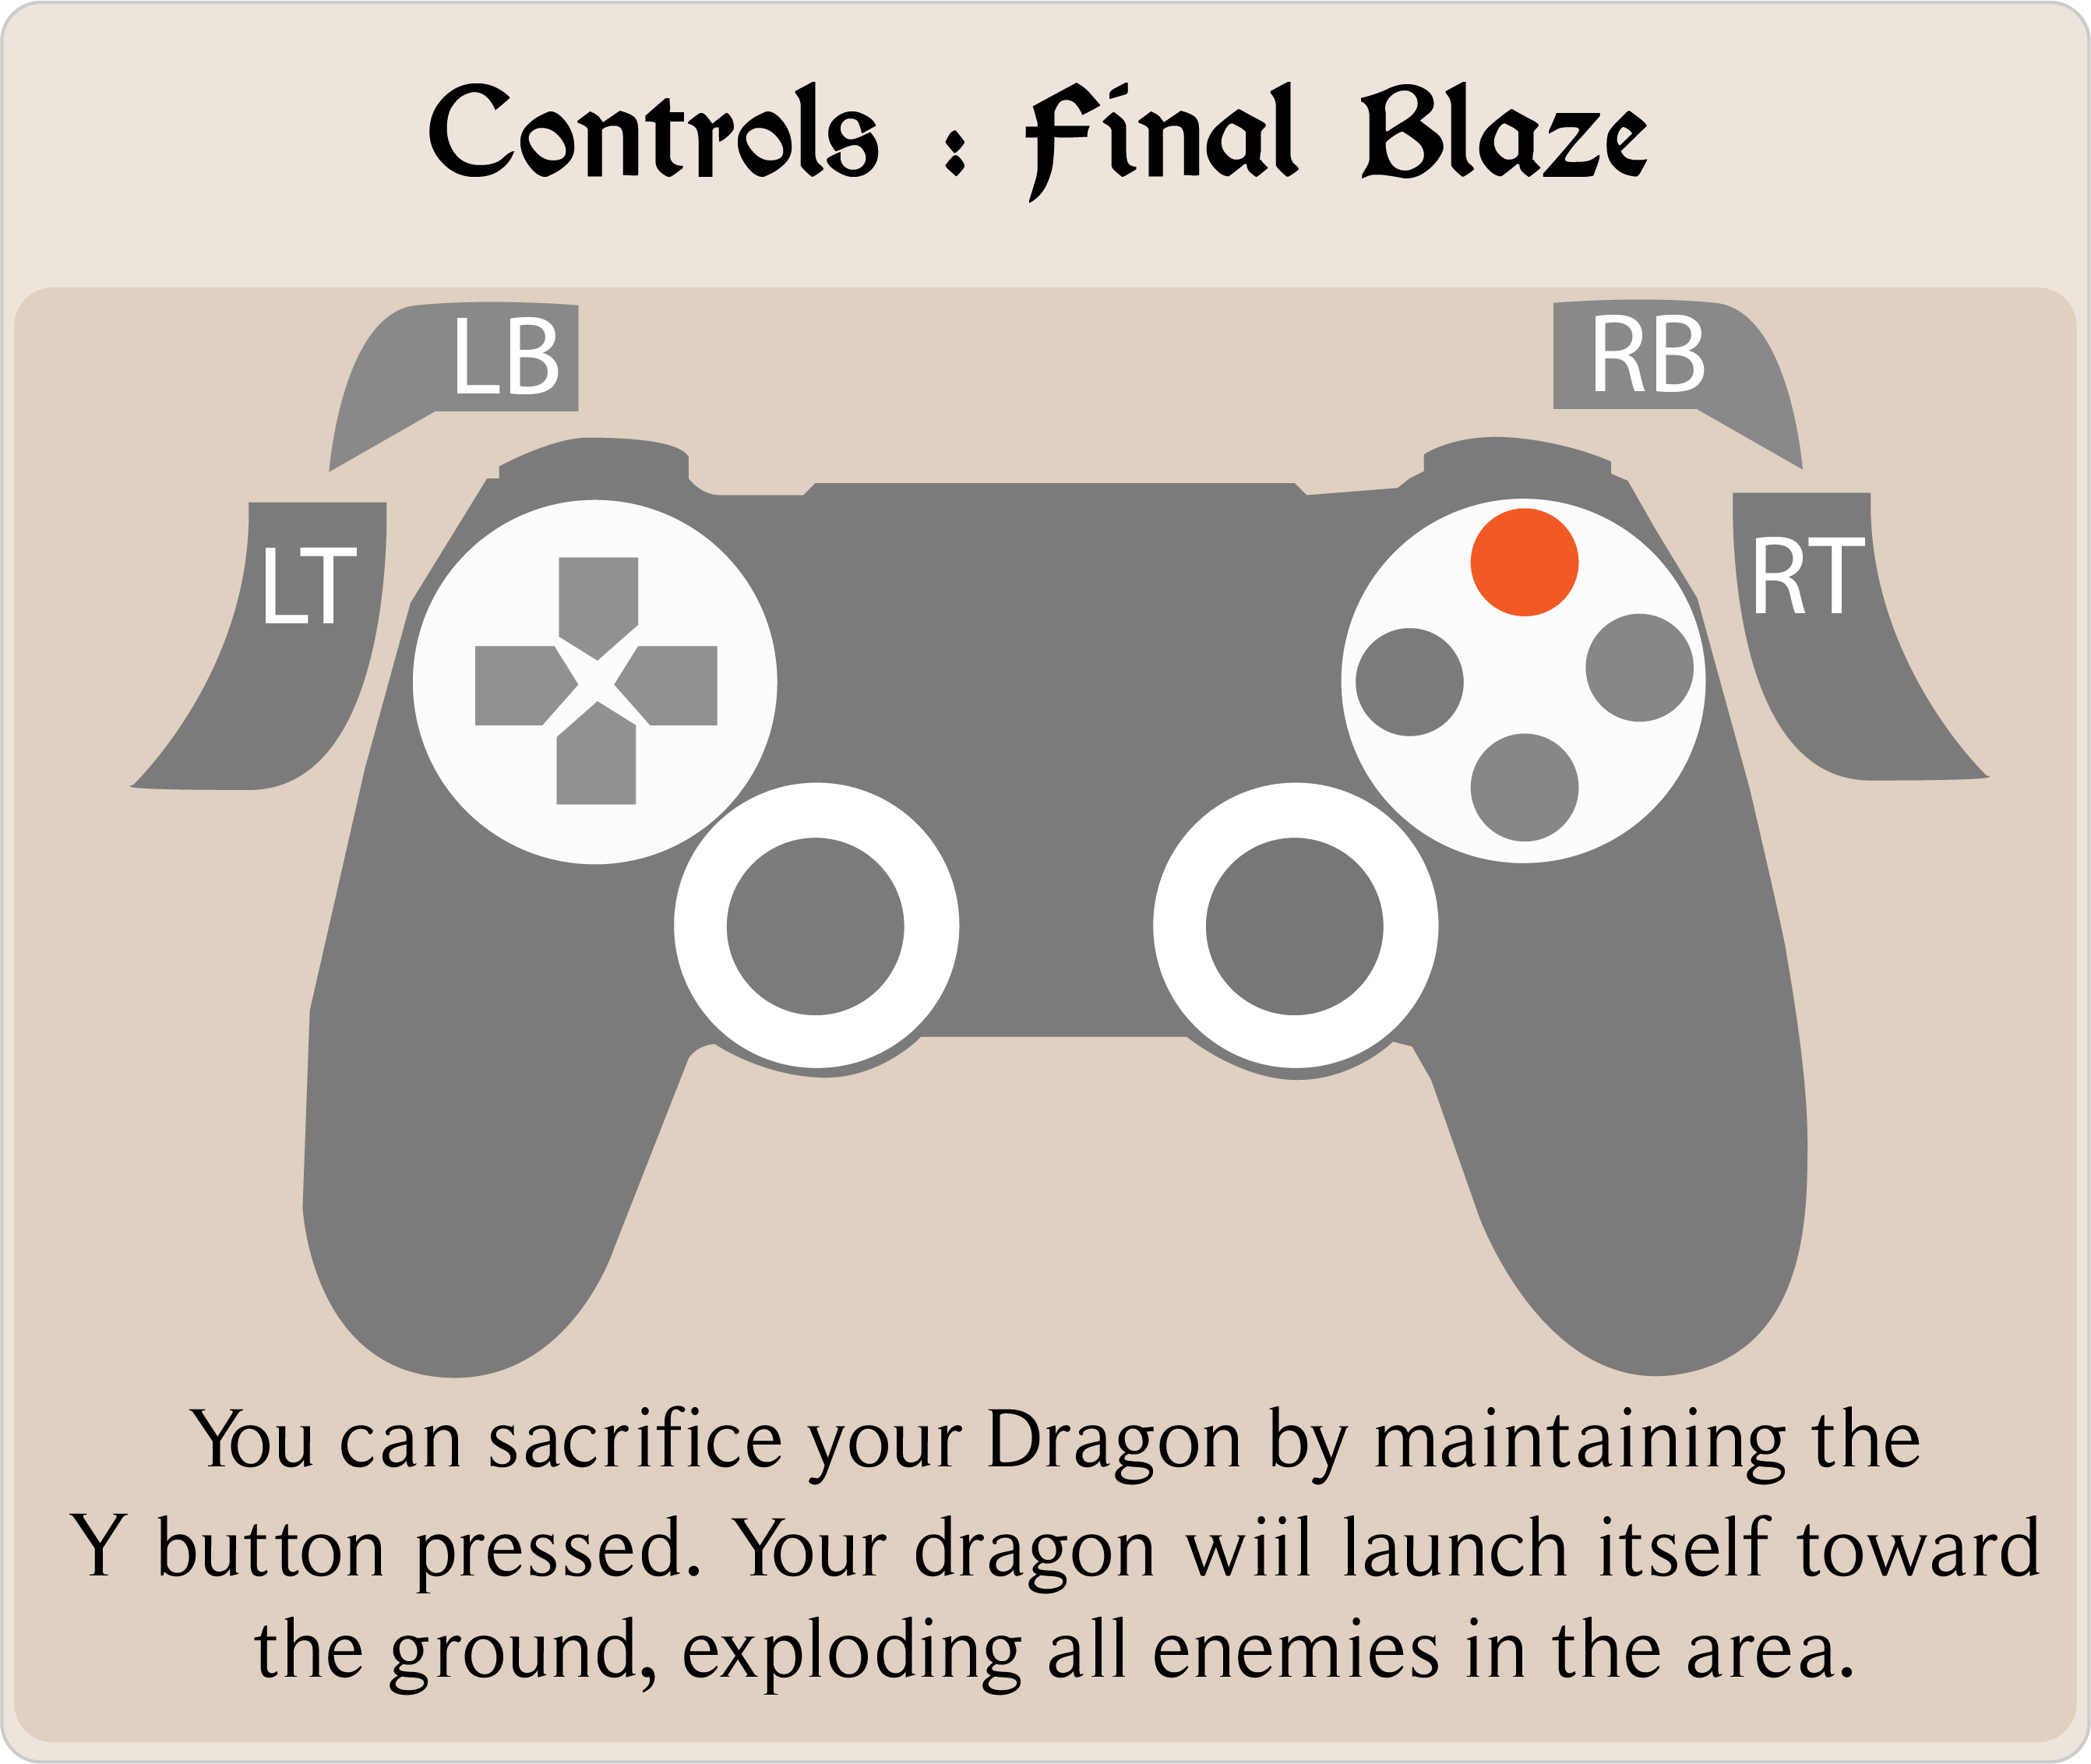 Controls : Final Blaze
LB
RB
LT
RT
You can sacrifice your Dragon by maintaining the
Y button pressed. Your dragon wiil launch itself toward
the ground, exploding all enemies in the area.